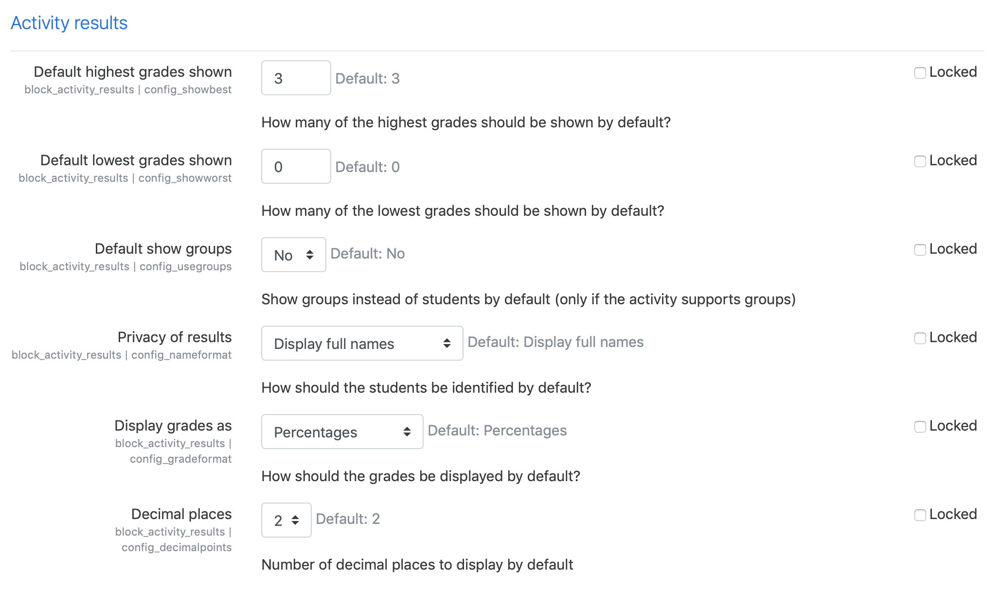 Activity results
Default highest grades shown
block_activity_results | config_showbest
3
Default: 3
Locked
How many of the highest grades should be shown by default?
Default lowest grades shown
block_activity_results | config_showworst
0
Default: 0
Locked
How many of the lowest grades should be shown by default?
Default show groups
block_activity_results | config_usegroups
No
Default: No
Locked
Show groups instead of students by default (only if the activity supports groups)
Privacy of results
block_activity_results | config_nameformat
Display full names
Default: Display full names
Locked
How should the students be identified by default?
Display grades as
block_activity_results |
config_gradeformat
Percentages
Default: Percentages
Locked
How should the grades be displayed by default?
Decimal places
block_activity_results |
config_decimalpoints
2
Default: 2
Locked
Number of decimal places to display by default